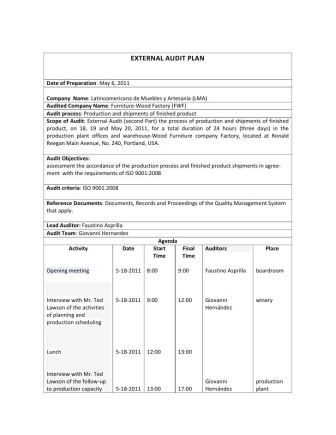 EXTERNAL AUDIT PLAN
Date of Preparation: May 6, 2011
Company Name: Latinoamericana de Muebles y Artesanía (LMA)
Audited Company Name: Furniture-Wood Factory (FWF)
Audit process: Production and shipments of finished product
Scope of Audit: External Audit (second Part) the process of production and shipments of finished
product, on 18, 19 and May 20, 2011, for a total duration of 24 hours (three days) in the
production plant offices and warehouse-Wood Furniture company Factory, located at Ronald
Reegan Main Avenue, No. 240, Portland, USA.
Audit Objectives:
assessment the accordance of the production process and finished product shipments in agree-
ment with the requirements of ISO 9001:2008
Audit criteria: ISO 9001:2008
Reference Documents: Documents, Records and Proceedings of the Quality Management System
that apply.
Lead Auditor: Faustino Asprilla
Audit Team: Giovanni Hernandez
Agenda
Activity Date Start Final Auditors Place
Time Time
Opening meeting 5-18-2011 8:00 9:00 Faustino Asprilla boardroom
Interview with Mr. Ted 5-18-2011 9:00 12:00 Giovanni winery
Lawson of the activities Hernández
of planning and
production scheduling
Lunch 5-18-2011 12:00 13:00
Interview with Mr. Ted
Lawson of the follow-up Giovanni production
to production capacity 5-18-2011 13:00 17:00 Hernández plant